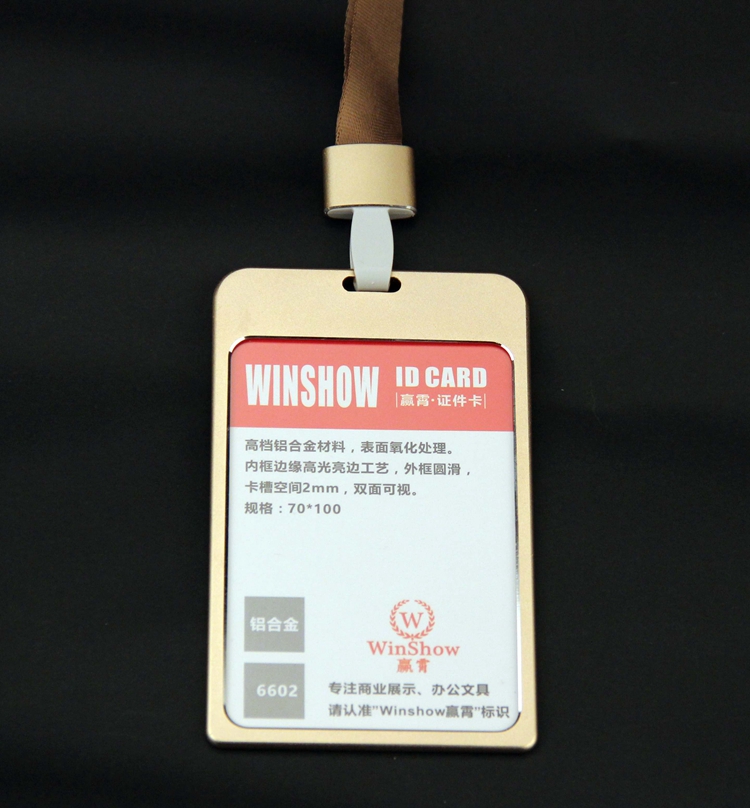 WINSHOW
ID CARD
赢霄·证件卡
高档铝合金材料，表面氧化处理。
内框边缘高光亮边工艺，外框圆滑，
卡槽空间2mm，双面可视。
规格：70*100
铝合金
W
WinShow
赢霄
6602
专注商业展示、办公文具
请认准"Winshow赢霄"标识